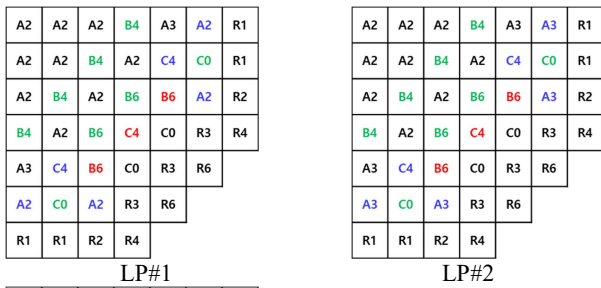 A2 A2 A2 B4 A3 A2 R1
A2 A2 B4 A2 C4 C0 R1
A2 B4 A2 B6 B6 A2 R2
B4 A2 B6 C4 C0 R3 R4
A3 C4 B6 C0 R3 R6
A2 C0 A2 R3 R6
R1 R1 R2 R4
LP#1
A2 A2 A2 B4 A3 A3 R1
A2 A2 B4 A2 C4 C0 R1
A2 B4 A2 B6 B6 A3 R2
B4 A2 B6 C4 C0 R3 R4
A3 C4 B6 C0 R3 R6
A3 C0 A3 R3 R6
R1 R1 R2 R4
LP#2